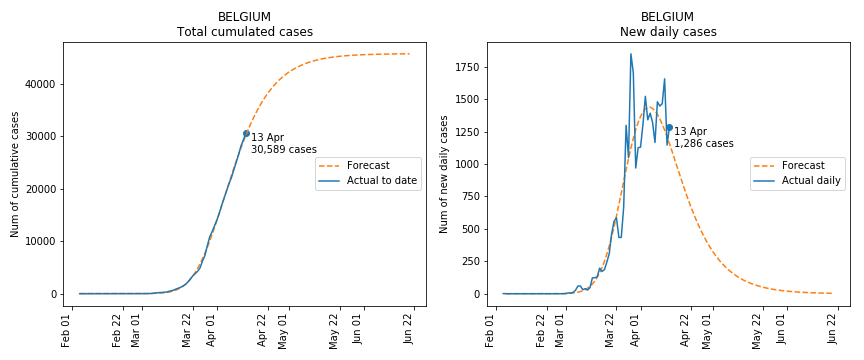 BELGIUM
Total cumulated cases
Num of cumulative cases
40000
30000
20000
10000
0
13 Apr
30,589 cases
Forecast
Actual to date
Feb 01
Feb 22
Mar 01
Mar 22
Apr 01
Apr 22
May 01
May 22
Jun 01
Jun 22
BELGIUM
New daily cases
Num of new daily cases
1750
1500
1250
1000
750
500
250
0
13 Apr
1,286 cases
Forecast
Actual daily
Feb 01
Feb 22
Mar 01
Mar 22
Apr 01
Apr 22
May 01
May 22
Jun 01
Jun 22